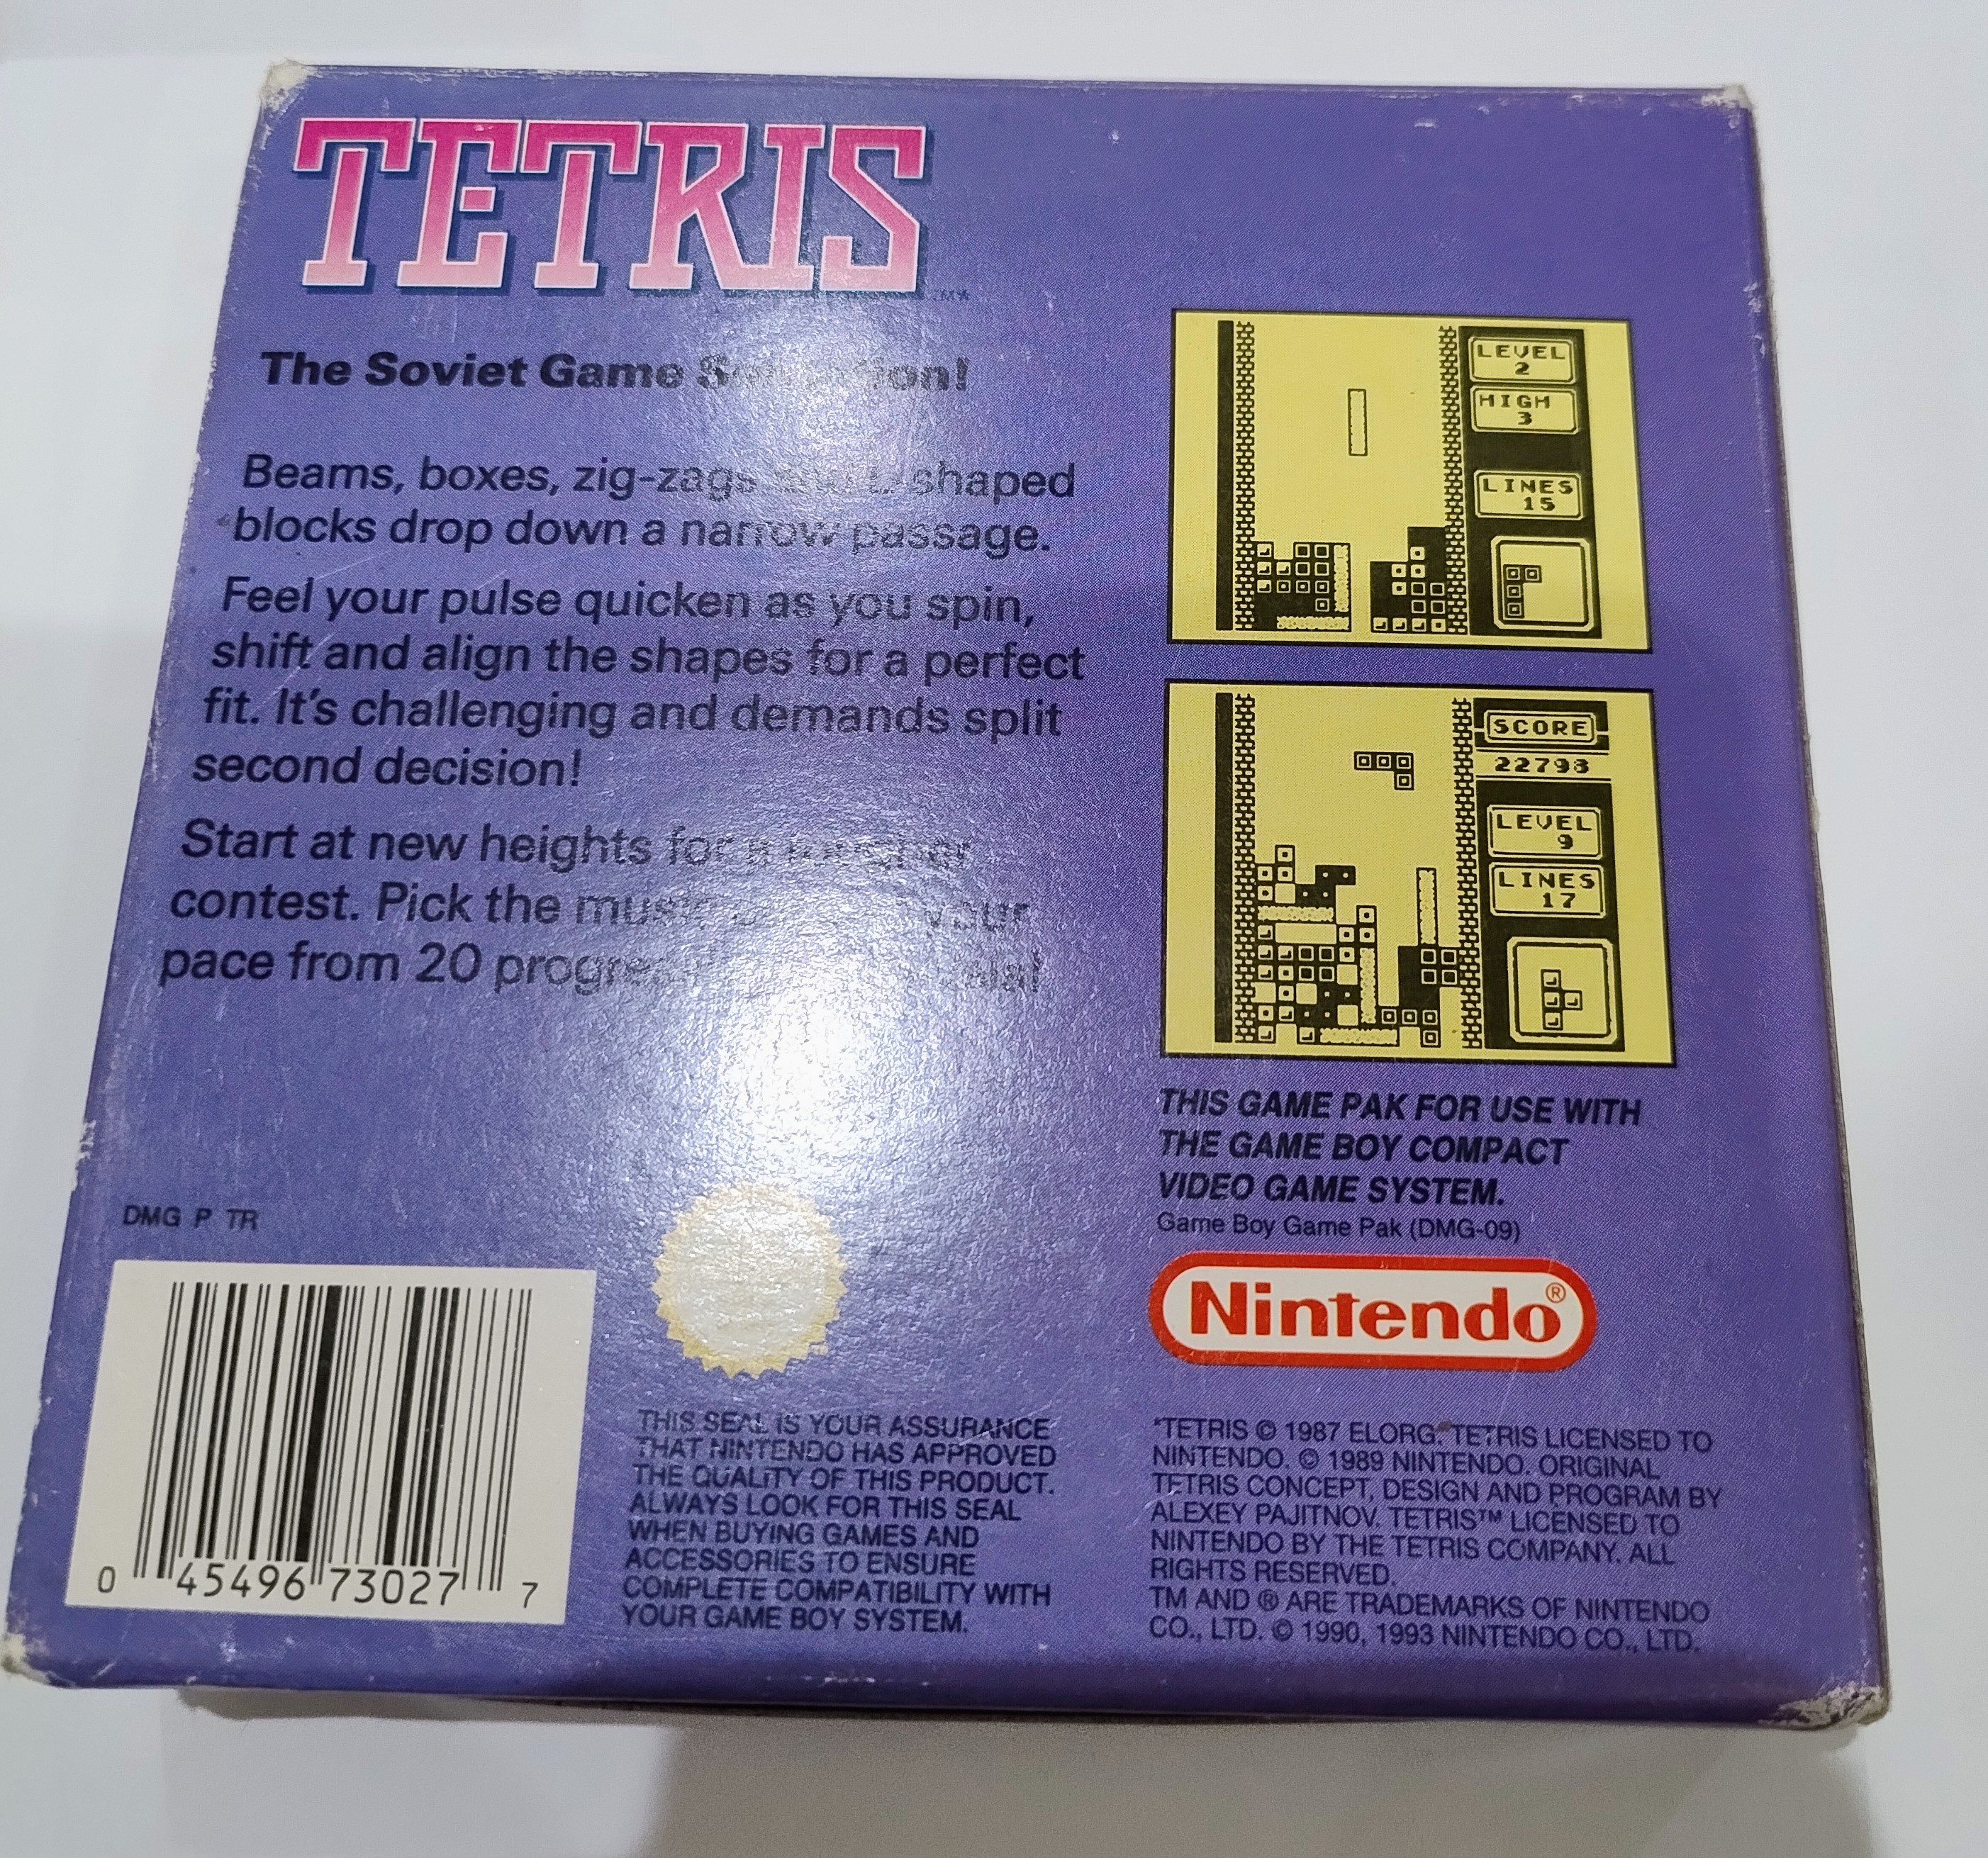 TETRIS
TM*
The Soviet Game
Beams, boxes, zig-zags and L-shaped
blocks drop down a narrow passage.
Feel your pulse quicken as you spin,
shift and align the shapes for a perfect
fit. It's challenging and demands split
second decision!
Start at new heights for a
contest. Pick the music your
pace from 20
DMG P TR
0 45496 73027 7
THIS SEAL IS YOUR ASSURANCE
THAT NINTENDO HAS APPROVED
THE QUALITY OF THIS PRODUCT.
ALWAYS LOOK FOR THIS SEAL
WHEN BUYING GAMES AND
ACCESSORIES TO ENSURE
COMPLETE COMPATIBILITY WITH
YOUR GAME BOY SYSTEM.
LEVEL
2
HIGH
3
LINES
15
SCORE
22793
LEVEL
9
LINES
17
THIS GAME PAK FOR USE WITH
THE GAME BOY COMPACT
VIDEO GAME SYSTEM.
Game Boy Game Pak (DMG-09)
Nintendo®
*TETRIS © 1987 ELORG. TETRIS LICENSED TO
NINTENDO. © 1989 NINTENDO. ORIGINAL
TETRIS CONCEPT, DESIGN AND PROGRAM BY
ALEXEY PAJITNOV. TETRIS™ LICENSED TO
NINTENDO BY THE TETRIS COMPANY. ALL
RIGHTS RESERVED.
TM AND ® ARE TRADEMARKS OF NINTENDO
CO., LTD. © 1990, 1993 NINTENDO CO., LTD.